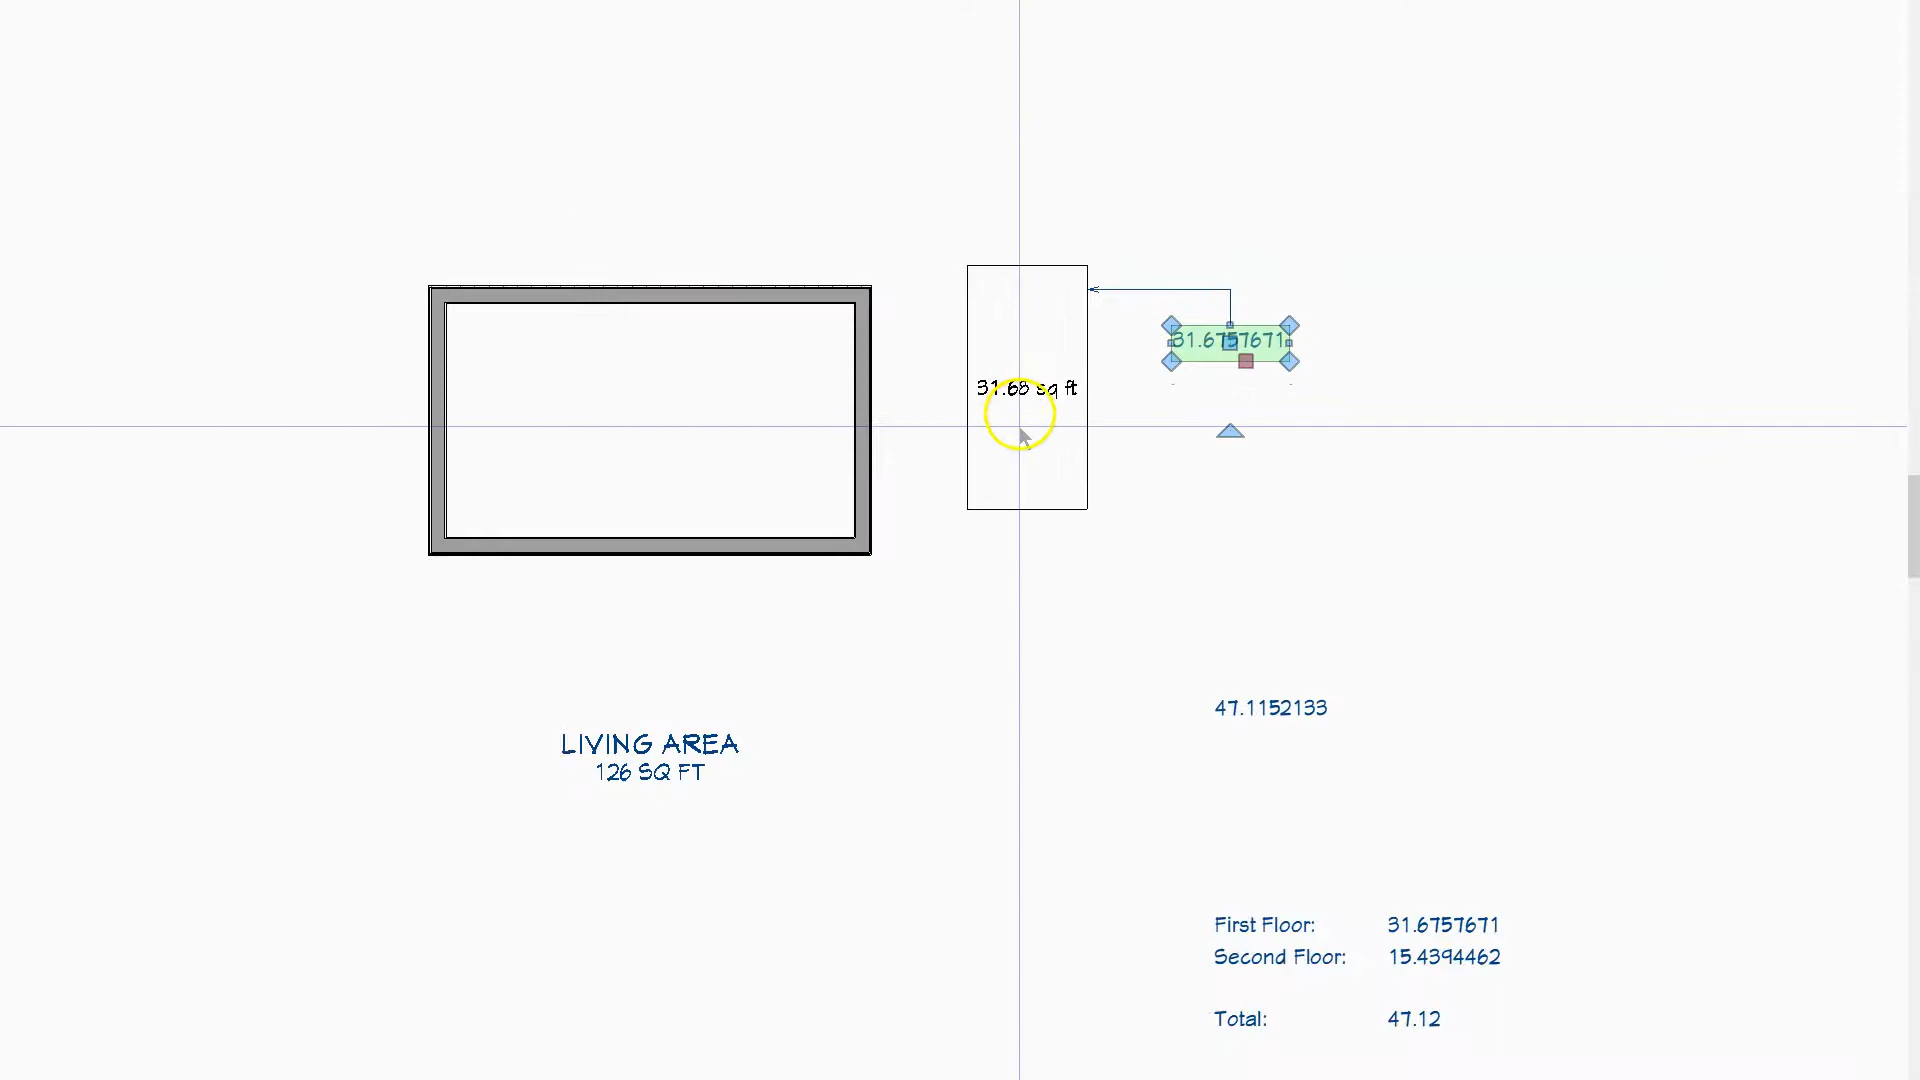 31.6757671
31.68 sq ft
47.1152133
LIVING AREA
126 SQ FT
First Floor: 31.6757671
Second Floor: 15.4394462
Total: 47.12